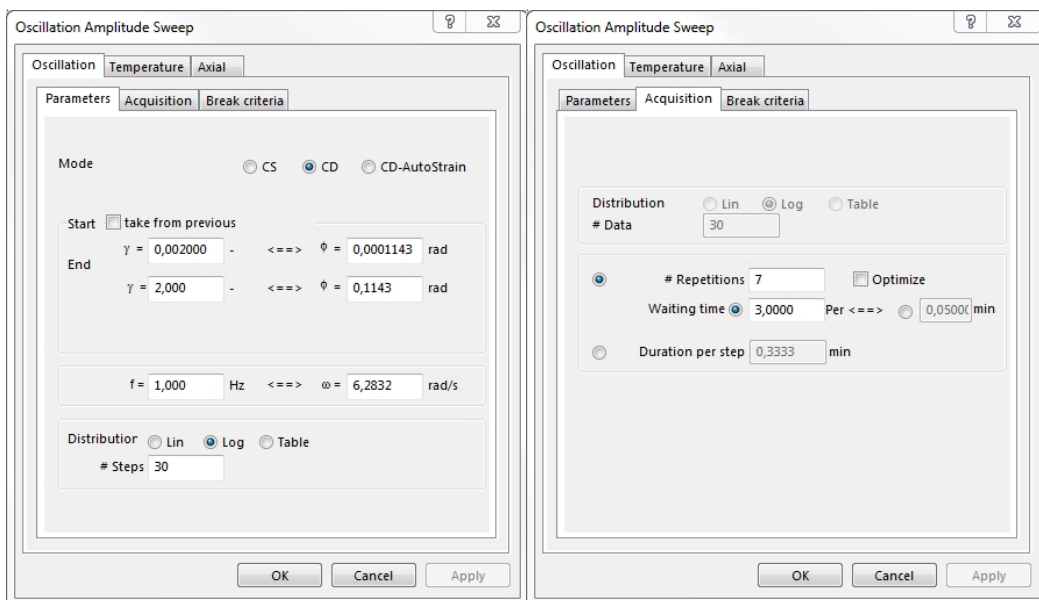 Oscillation Amplitude Sweep
Oscillation Temperature Axial
Parameters Acquisition Break criteria
Mode CS CD CD-AutoStrain
Start take from previous
γ = 0,002000 - <==> ϕ = 0,0001143 rad
End
γ = 2,000 - <==> ϕ = 0,1143 rad
f = 1,000 Hz <==> ω = 6,2832 rad/s
Distribution Lin Log Table
# Steps 30
OK Cancel Apply
Oscillation Amplitude Sweep
Oscillation Temperature Axial
Parameters Acquisition Break criteria
Distribution Lin Log Table
# Data 30
# Repetitions 7 Optimize
Waiting time 3,0000 Per <==> 0,0500( min
Duration per step 0,3333 min
OK Cancel Apply